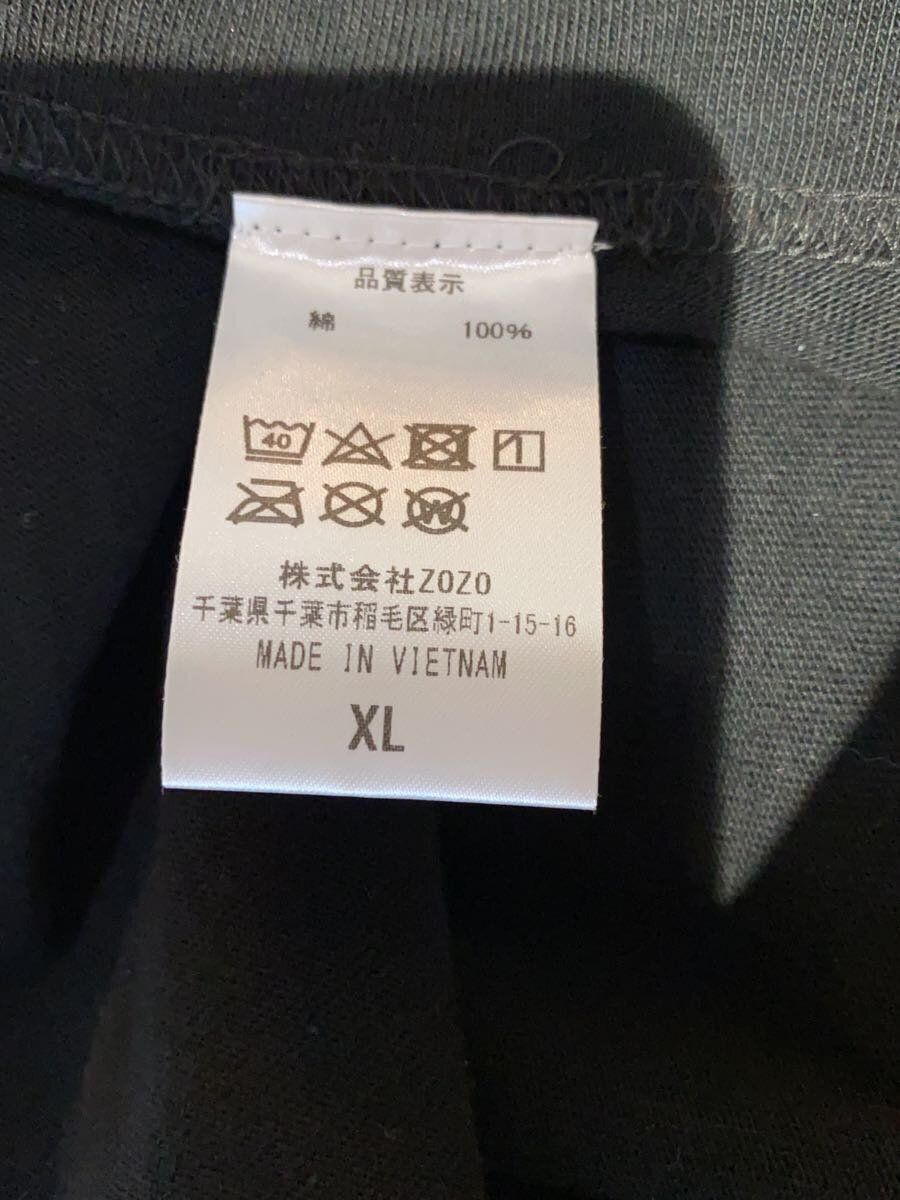 品質表示
綿 100%
40
W
株式会社ZOZO
千葉県千葉市稲毛区緑町1-15-16
MADE IN VIETNAM
XL